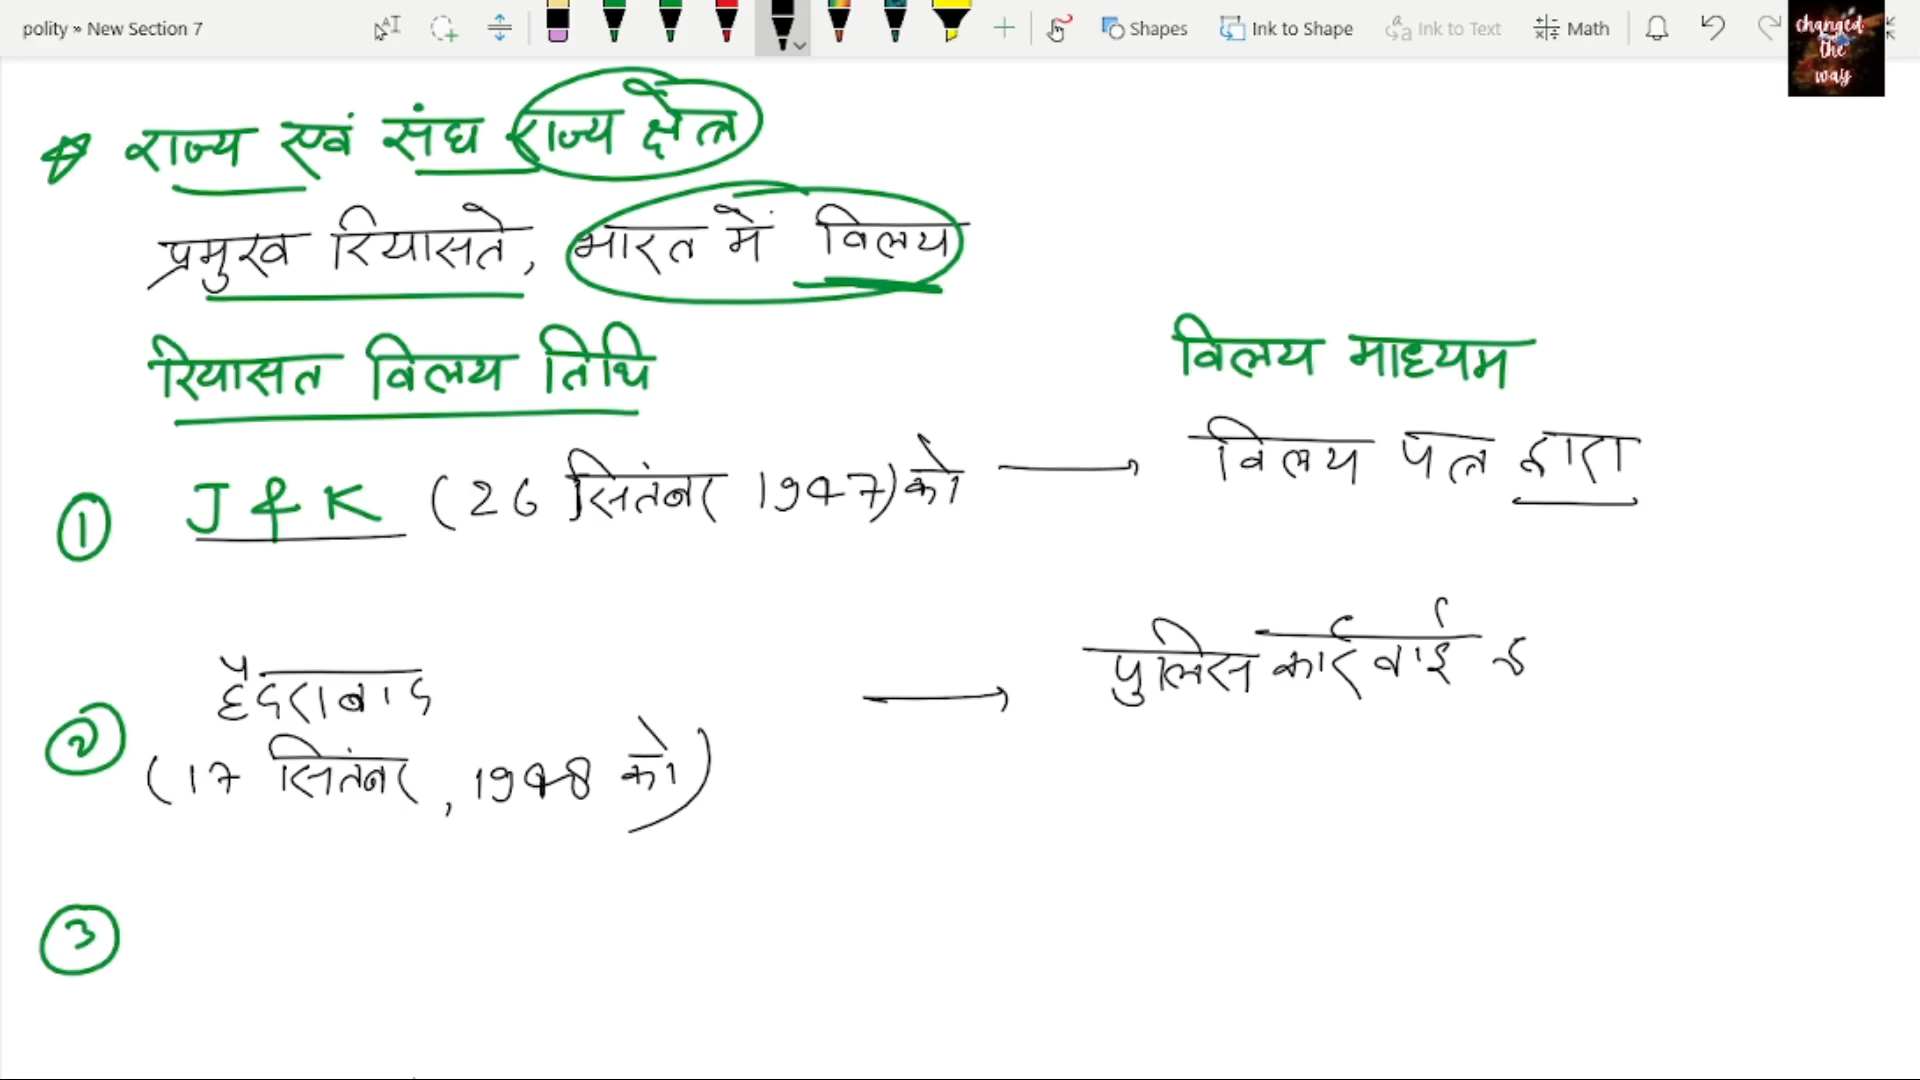 polity » New Section 7
Shapes Ink to Shape Ink to Text Math
changed
the
way
राज्य एवं संघ राज्य क्षेत्र
प्रमुख रियासते, भारत में विलय
रियासत विलय तिथि
विलय माध्यम
① J & K (26 सितंबर 1947) को → विलय पत्र द्वारा
② हैदराबाद → पुलिस कार्रवाई
(17 सितंबर, 1948 को)
③